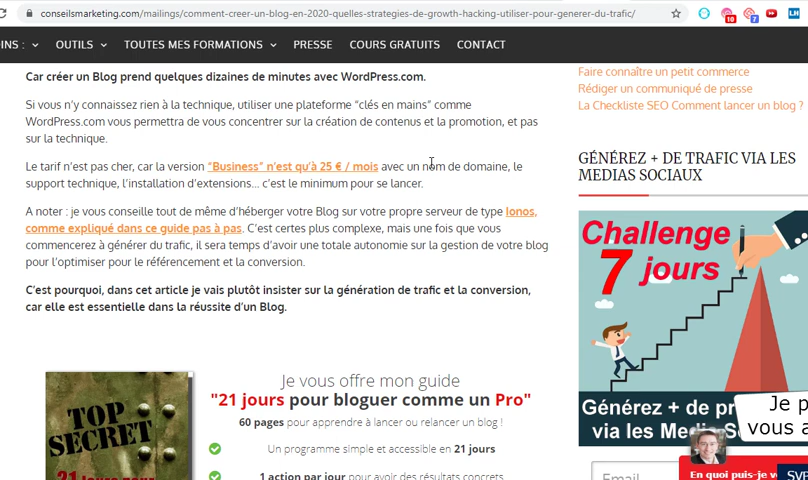 conseilsmarketing.com/mailings/comment-creer-un-blog-en-2020-quelles-strategies-de-growth-hacking-utiliser-pour-generer-du-trafic/
10
7
LH
OINS :
OUTILS
TOUTES MES FORMATIONS
PRESSE
COURS GRATUITS
CONTACT
Car créer un Blog prend quelques dizaines de minutes avec WordPress.com.
Si vous n'y connaissez rien à la technique, utiliser une plateforme "clés en mains" comme
WordPress.com vous permettra de vous concentrer sur la création de contenus et la promotion, et pas
sur la technique.
Le tarif n'est pas cher, car la version "Business" n'est qu'à 25 € / mois avec un nom de domaine, le
support technique, l'installation d'extensions… c'est le minimum pour se lancer.
A noter : je vous conseille tout de même d'héberger votre Blog sur votre propre serveur de type Ionos,
comme expliqué dans ce guide pas à pas. C'est certes plus complexe, mais une fois que vous
commencerez à générer du trafic, il sera temps d'avoir une totale autonomie sur la gestion de votre blog
pour l'optimiser pour le référencement et la conversion.
C'est pourquoi, dans cet article je vais plutôt insister sur la génération de trafic et la conversion,
car elle est essentielle dans la réussite d'un Blog.
TOP
SECRET
21 jours pour
Je vous offre mon guide
"21 jours pour bloguer comme un Pro"
60 pages pour apprendre à lancer ou relancer un blog !
Un programme simple et accessible en 21 jours
1 action par jour pour avoir des résultats concrets
Faire connaître un petit commerce
Rédiger un communiqué de presse
La Checkliste SEO Comment lancer un blog ?
GÉNÉREZ + DE TRAFIC VIA LES
MEDIAS SOCIAUX
Challenge
7 jours
Générez + de pr
via les Med
Je p
vous a
Email
En quoi puis-je v
SVP